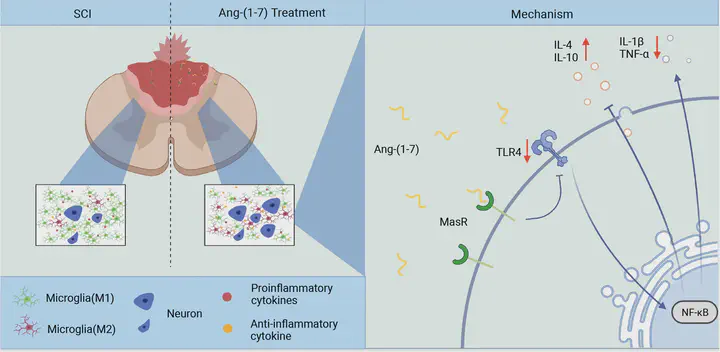 SCI
Ang-(1-7) Treatment
Mechanism
IL-4
IL-10
IL-1β
TNF-α
Ang-(1-7)
TLR4
MasR
NF-κB
Microglia(M1)
Microglia(M2)
Neuron
Proinflammatory
cytokines
Anti-inflammatory
cytokine